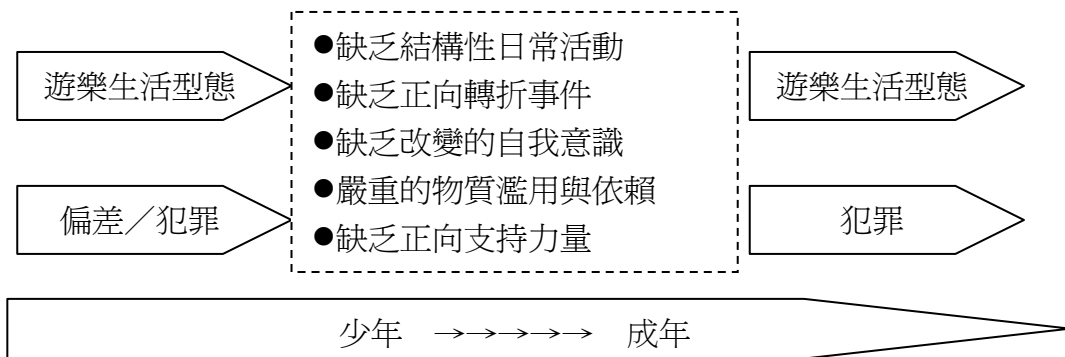 遊樂生活型態
偏差／犯罪
●缺乏結構性日常活動
●缺乏正向轉折事件
●缺乏改變的自我意識
●嚴重的物質濫用與依賴
●缺乏正向支持力量
遊樂生活型態
犯罪
少年 →→→→→ 成年